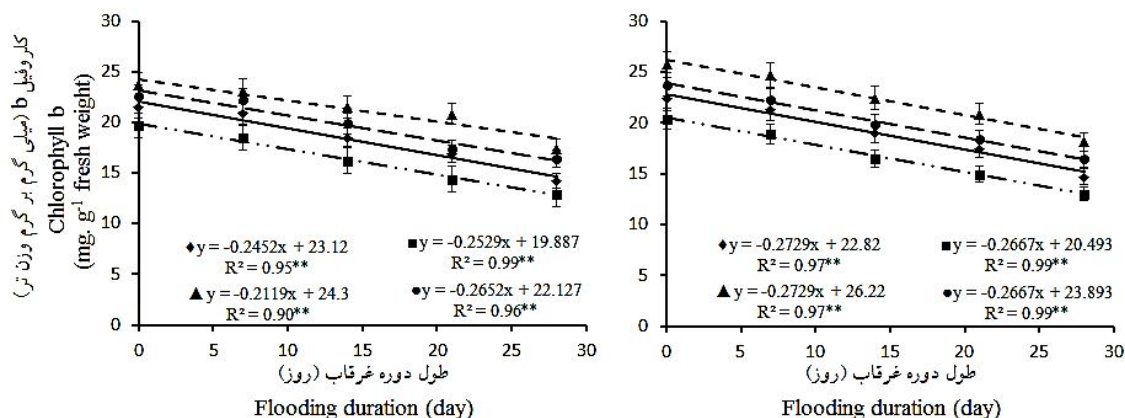 کلروفیل b (میلی گرم بر گرم وزن تر)
Chlorophyll b
(mg. g⁻¹ fresh weight)
30
25
20
15
10
5
0
y = -0.2452x + 23.12
R² = 0.95**
y = -0.2529x + 19.887
R² = 0.99**
y = -0.2119x + 24.3
R² = 0.90**
y = -0.2652x + 22.127
R² = 0.96**
0 5 10 15 20 25 30
طول دوره غرقاب (روز)
Flooding duration (day)
30
25
20
15
10
5
0
y = -0.2729x + 22.82
R² = 0.97**
y = -0.2667x + 20.493
R² = 0.99**
y = -0.2729x + 26.22
R² = 0.97**
y = -0.2667x + 23.893
R² = 0.99**
0 5 10 15 20 25 30
طول دوره غرقاب (روز)
Flooding duration (day)